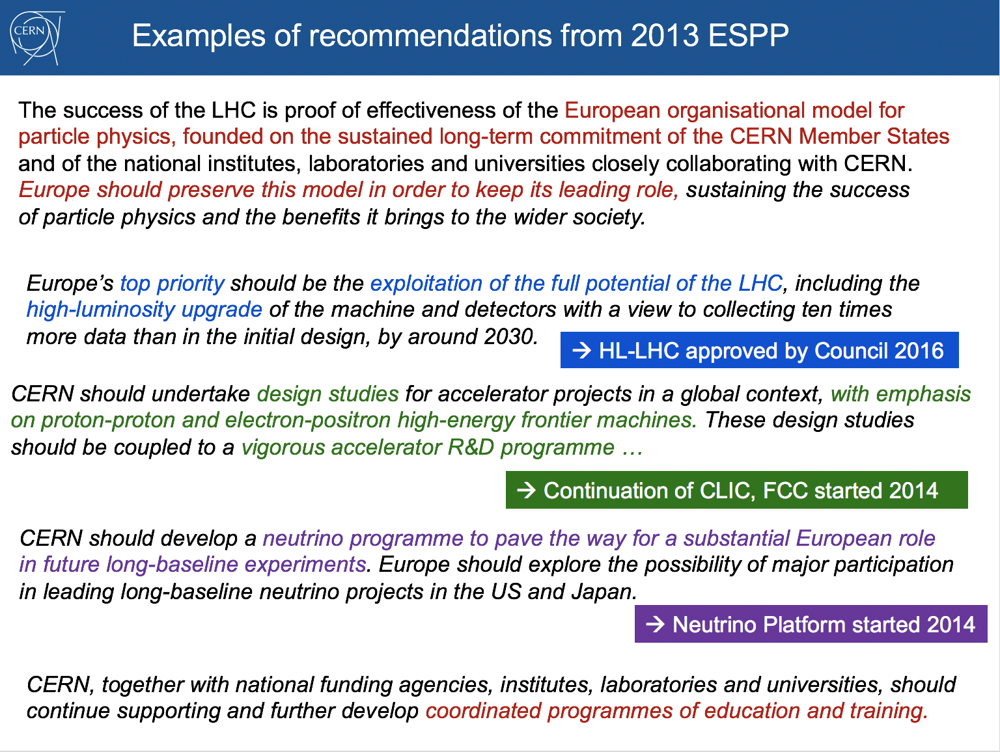 CERN
Examples of recommendations from 2013 ESPP
The success of the LHC is proof of effectiveness of the European organisational model for
particle physics, founded on the sustained long-term commitment of the CERN Member States
and of the national institutes, laboratories and universities closely collaborating with CERN.
Europe should preserve this model in order to keep its leading role, sustaining the success
of particle physics and the benefits it brings to the wider society.
Europe’s top priority should be the exploitation of the full potential of the LHC, including the
high-luminosity upgrade of the machine and detectors with a view to collecting ten times
more data than in the initial design, by around 2030.
→ HL-LHC approved by Council 2016
CERN should undertake design studies for accelerator projects in a global context, with emphasis
on proton-proton and electron-positron high-energy frontier machines. These design studies
should be coupled to a vigorous accelerator R&D programme …
→ Continuation of CLIC, FCC started 2014
CERN should develop a neutrino programme to pave the way for a substantial European role
in future long-baseline experiments. Europe should explore the possibility of major participation
in leading long-baseline neutrino projects in the US and Japan.
→ Neutrino Platform started 2014
CERN, together with national funding agencies, institutes, laboratories and universities, should
continue supporting and further develop coordinated programmes of education and training.